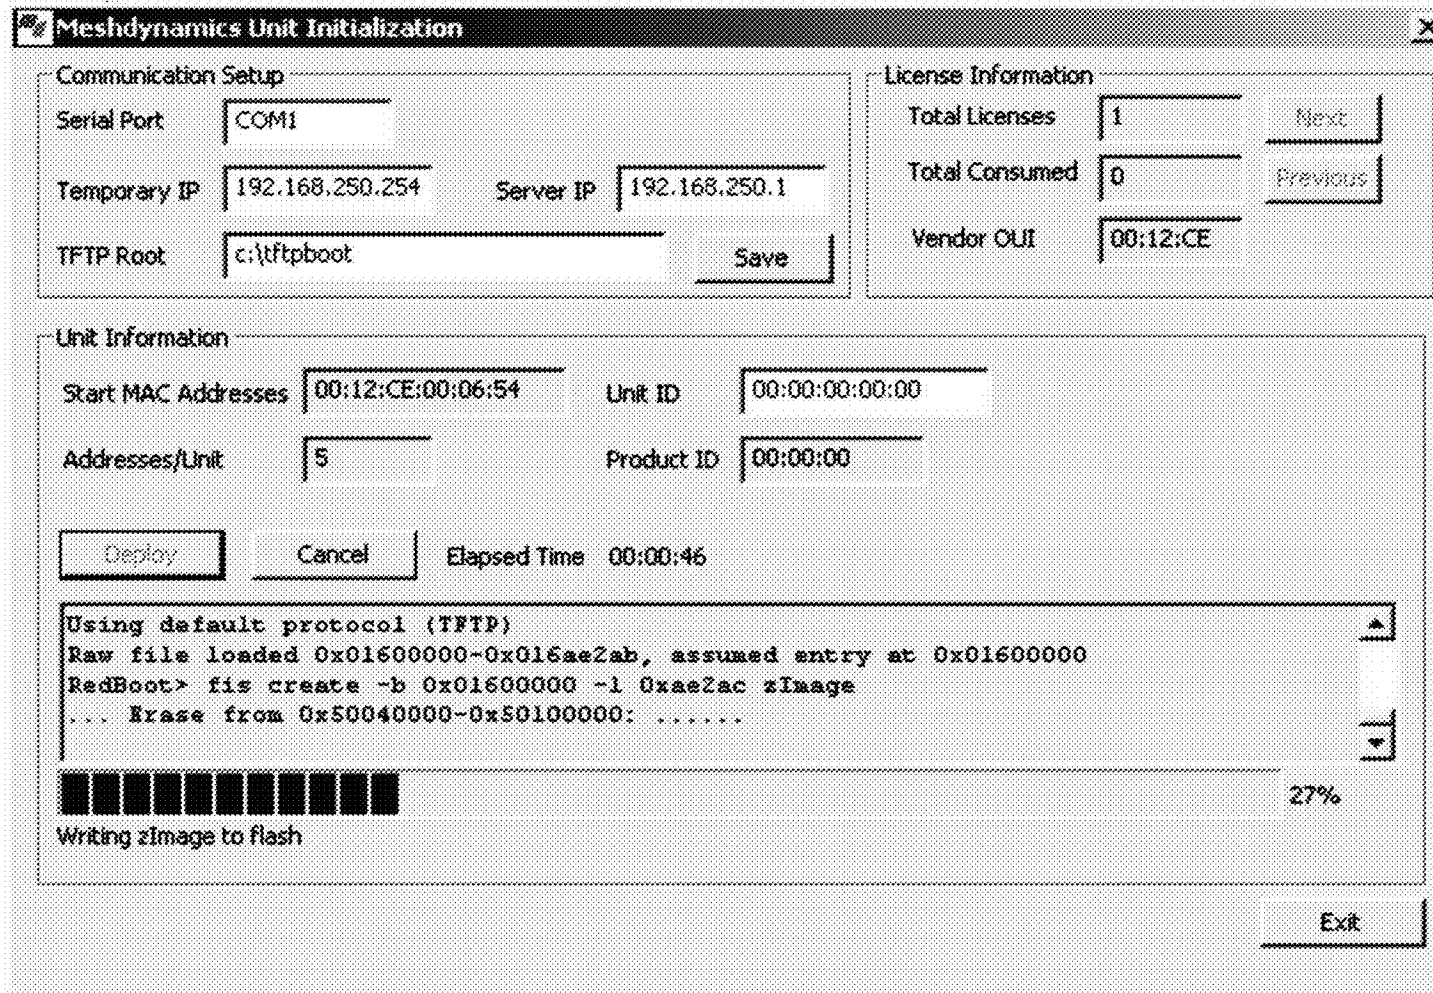 Meshdynamics Unit Initialization
Communication Setup
Serial Port COM1
Temporary IP 192.168.250.254 Server IP 192.168.250.1
TFTP Root c:\tftpboot Save
License Information
Total Licenses 1 Next
Total Consumed 0 Previous
Vendor OUI 00:12:CE
Unit Information
Start MAC Addresses 00:12:CE:00:06:54 Unit ID 00:00:00:00:00
Addresses/Unit 5 Product ID 00:00:00
Deploy Cancel Elapsed Time 00:00:46
Using default protocol (TFTP)
Raw file loaded 0x01600000-0x016ae2ab, assumed entry at 0x01600000
RedBoot> fis create -b 0x01600000 -l 0xae2ac zImage
... Erase from 0x50040000-0x50100000: ......
27%
Writing zImage to flash
Exit